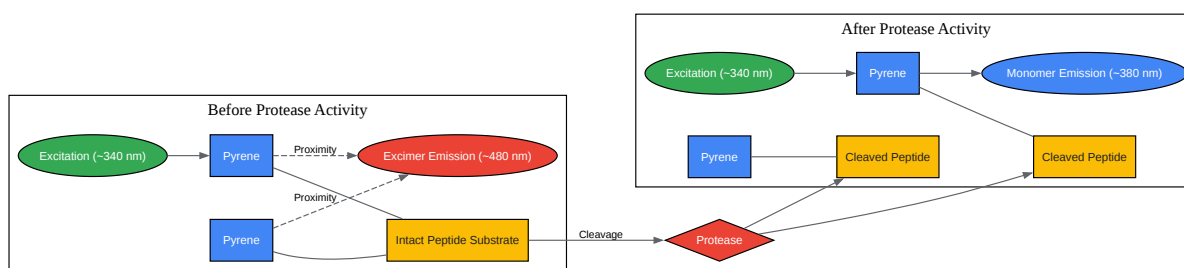 Before Protease Activity
Excitation (~340 nm)
Pyrene
Proximity
Excimer Emission (~480 nm)
Proximity
Pyrene
Intact Peptide Substrate
Cleavage
Protease
After Protease Activity
Excitation (~340 nm)
Pyrene
Monomer Emission (~380 nm)
Pyrene
Cleaved Peptide
Cleaved Peptide